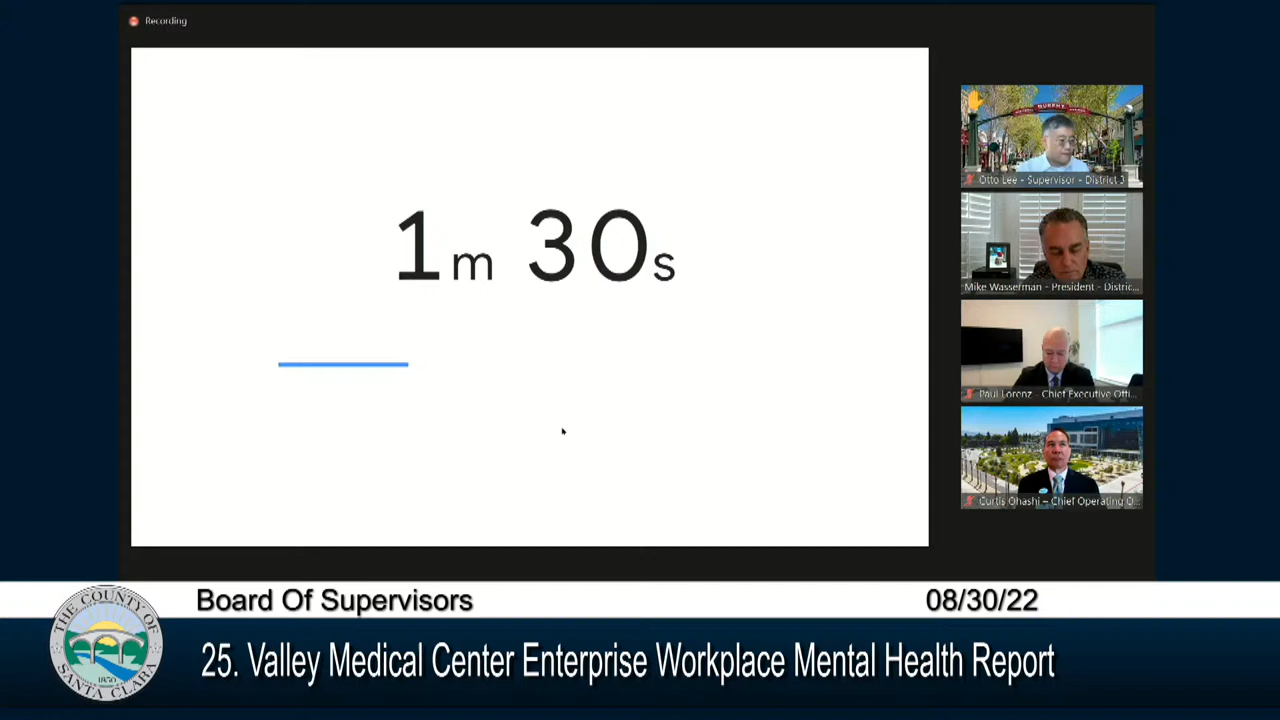 Recording
1m 30s
MURPHY
Otto Lee - Supervisor - District 3
Mike Wasserman - President - Distric...
Paul Lorenz - Chief Executive Offi...
Curtis Ohashi - Chief Operating O...
Board Of Supervisors
08/30/22
THE COUNTY OF
SANTA CLARA
1850
25. Valley Medical Center Enterprise Workplace Mental Health Report